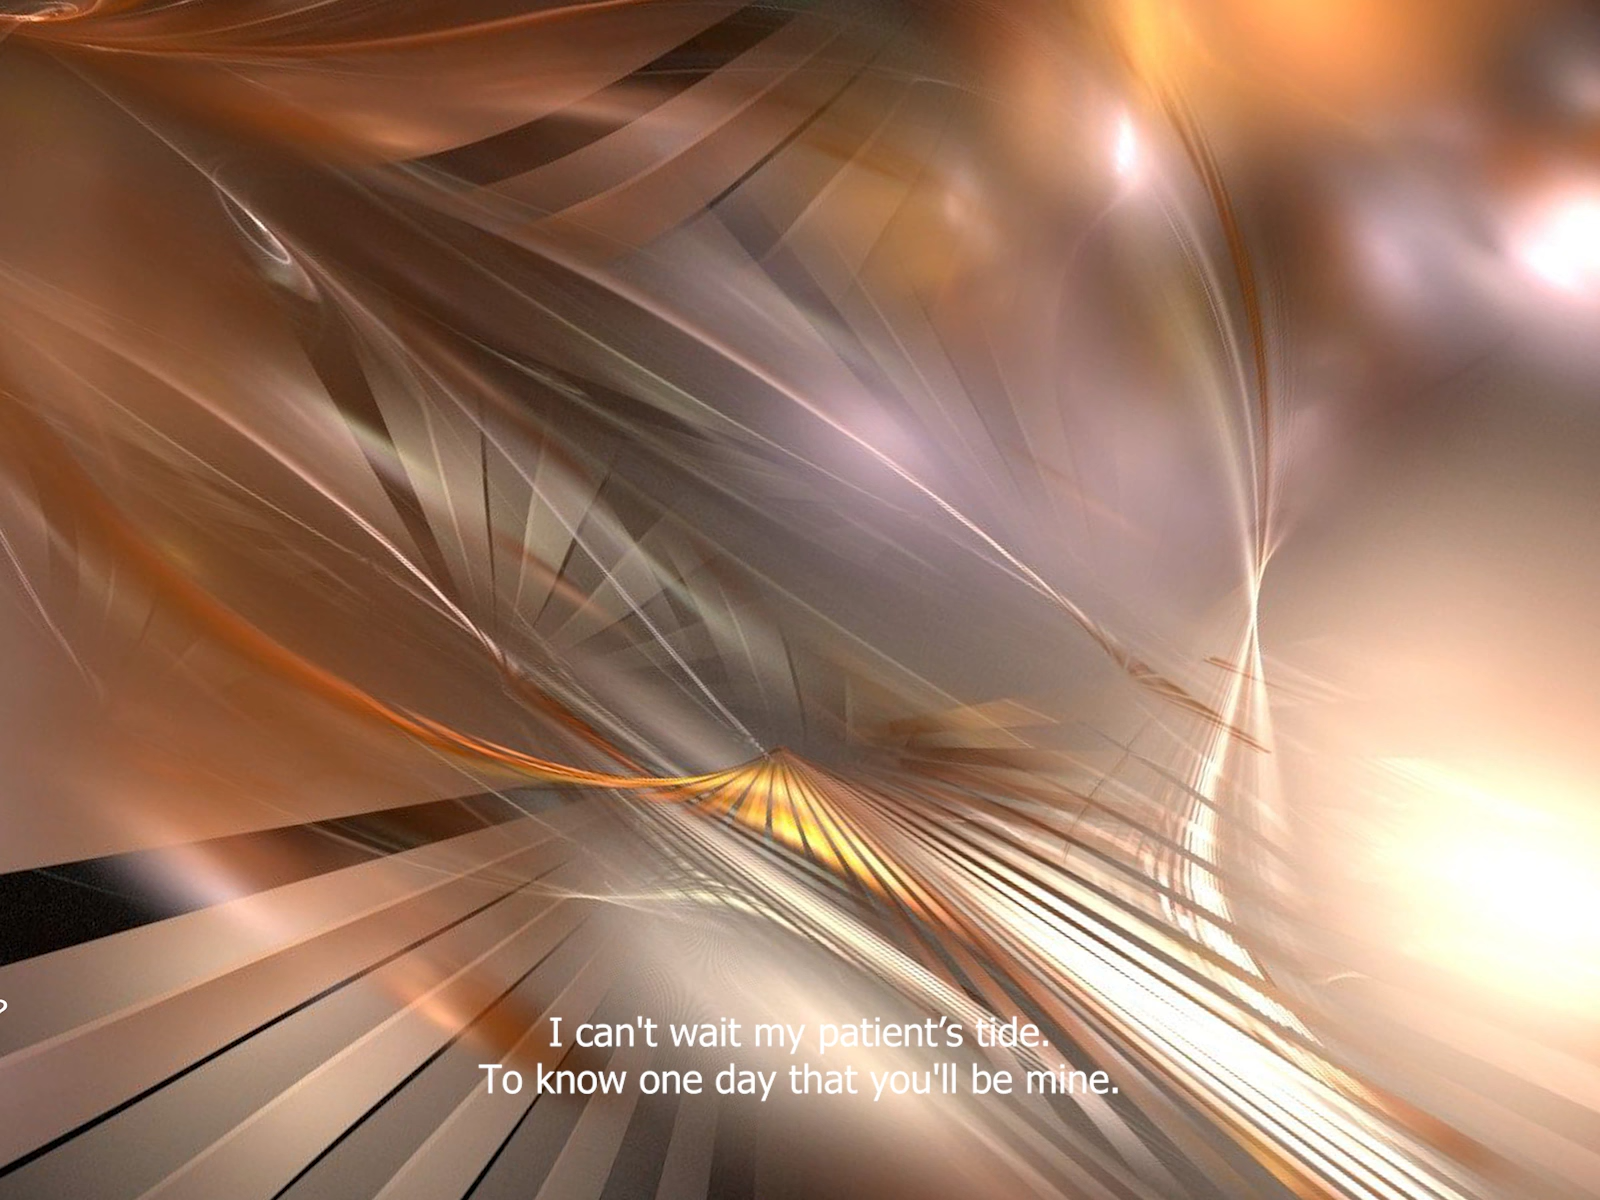 I can't wait my patient’s tide.
To know one day that you'll be mine.